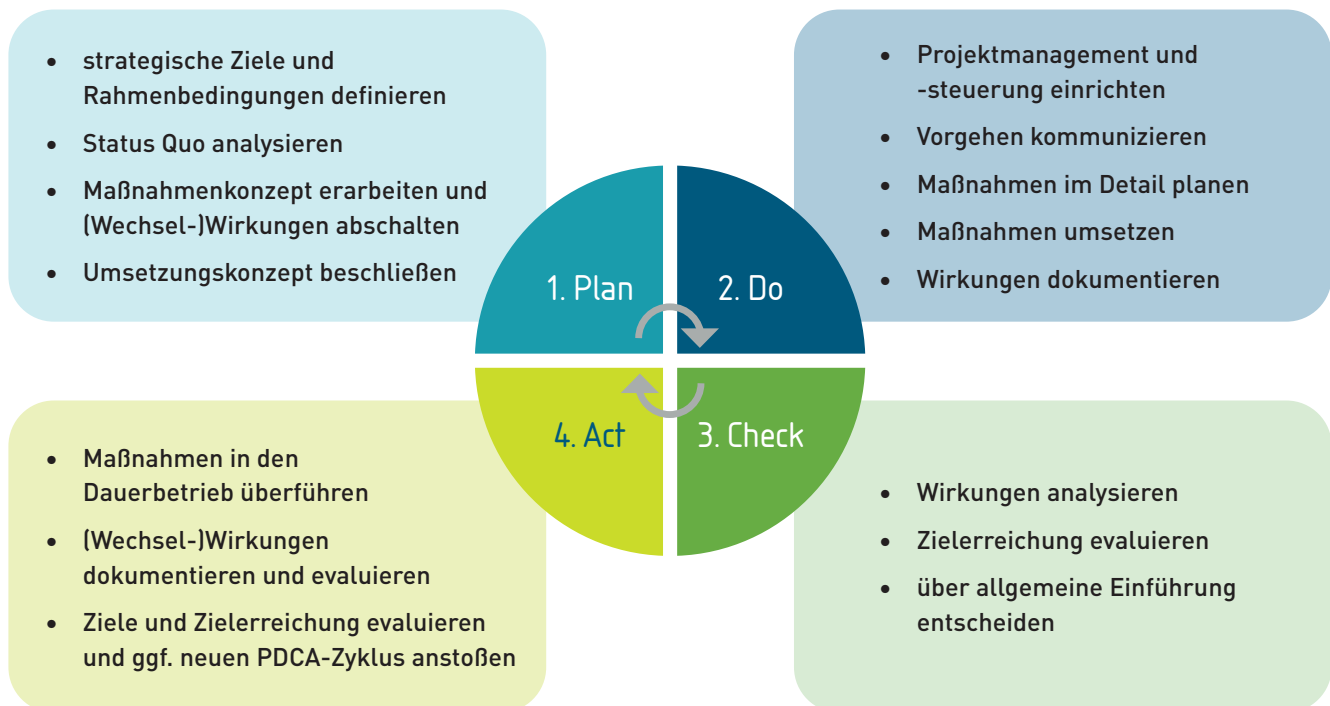 • strategische Ziele und
Rahmenbedingungen definieren
• Status Quo analysieren
• Maßnahmenkonzept erarbeiten und
(Wechsel-)Wirkungen abschalten
• Umsetzungskonzept beschließen
• Projektmanagement und
-steuerung einrichten
• Vorgehen kommunizieren
• Maßnahmen im Detail planen
• Maßnahmen umsetzen
• Wirkungen dokumentieren
1. Plan
2. Do
4. Act
3. Check
• Maßnahmen in den
Dauerbetrieb überführen
• (Wechsel-)Wirkungen
dokumentieren und evaluieren
• Ziele und Zielerreichung evaluieren
und ggf. neuen PDCA-Zyklus anstoßen
• Wirkungen analysieren
• Zielerreichung evaluieren
• über allgemeine Einführung
entscheiden